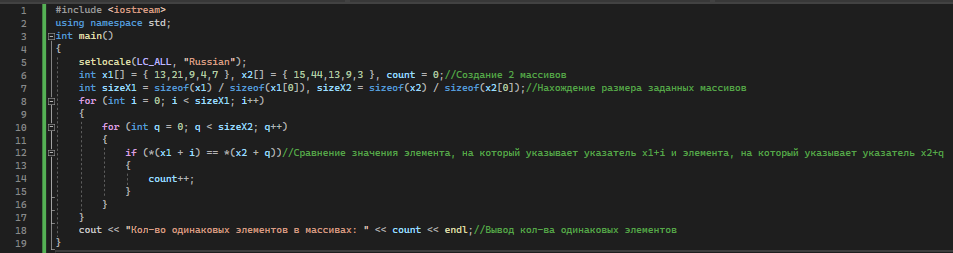 1 #include <iostream>
2 using namespace std;
3 int main()
4 {
5 setlocale(LC_ALL, "Russian");
6 int x1[] = { 13,21,9,4,7 }, x2[] = { 15,44,13,9,3 }, count = 0;//Создание 2 массивов
7 int sizeX1 = sizeof(x1) / sizeof(x1[0]), sizeX2 = sizeof(x2) / sizeof(x2[0]);//Нахождение размера заданных массивов
8 for (int i = 0; i < sizeX1; i++)
9 {
10 for (int q = 0; q < sizeX2; q++)
11 {
12 if (*(x1 + i) == *(x2 + q))//Сравнение значения элемента, на который указывает указатель x1+i и элемента, на который указывает указатель x2+q
13 {
14 count++;
15 }
16 }
17 }
18 cout << "Кол-во одинаковых элементов в массивах: " << count << endl;//Вывод кол-ва одинаковых элементов
19 }